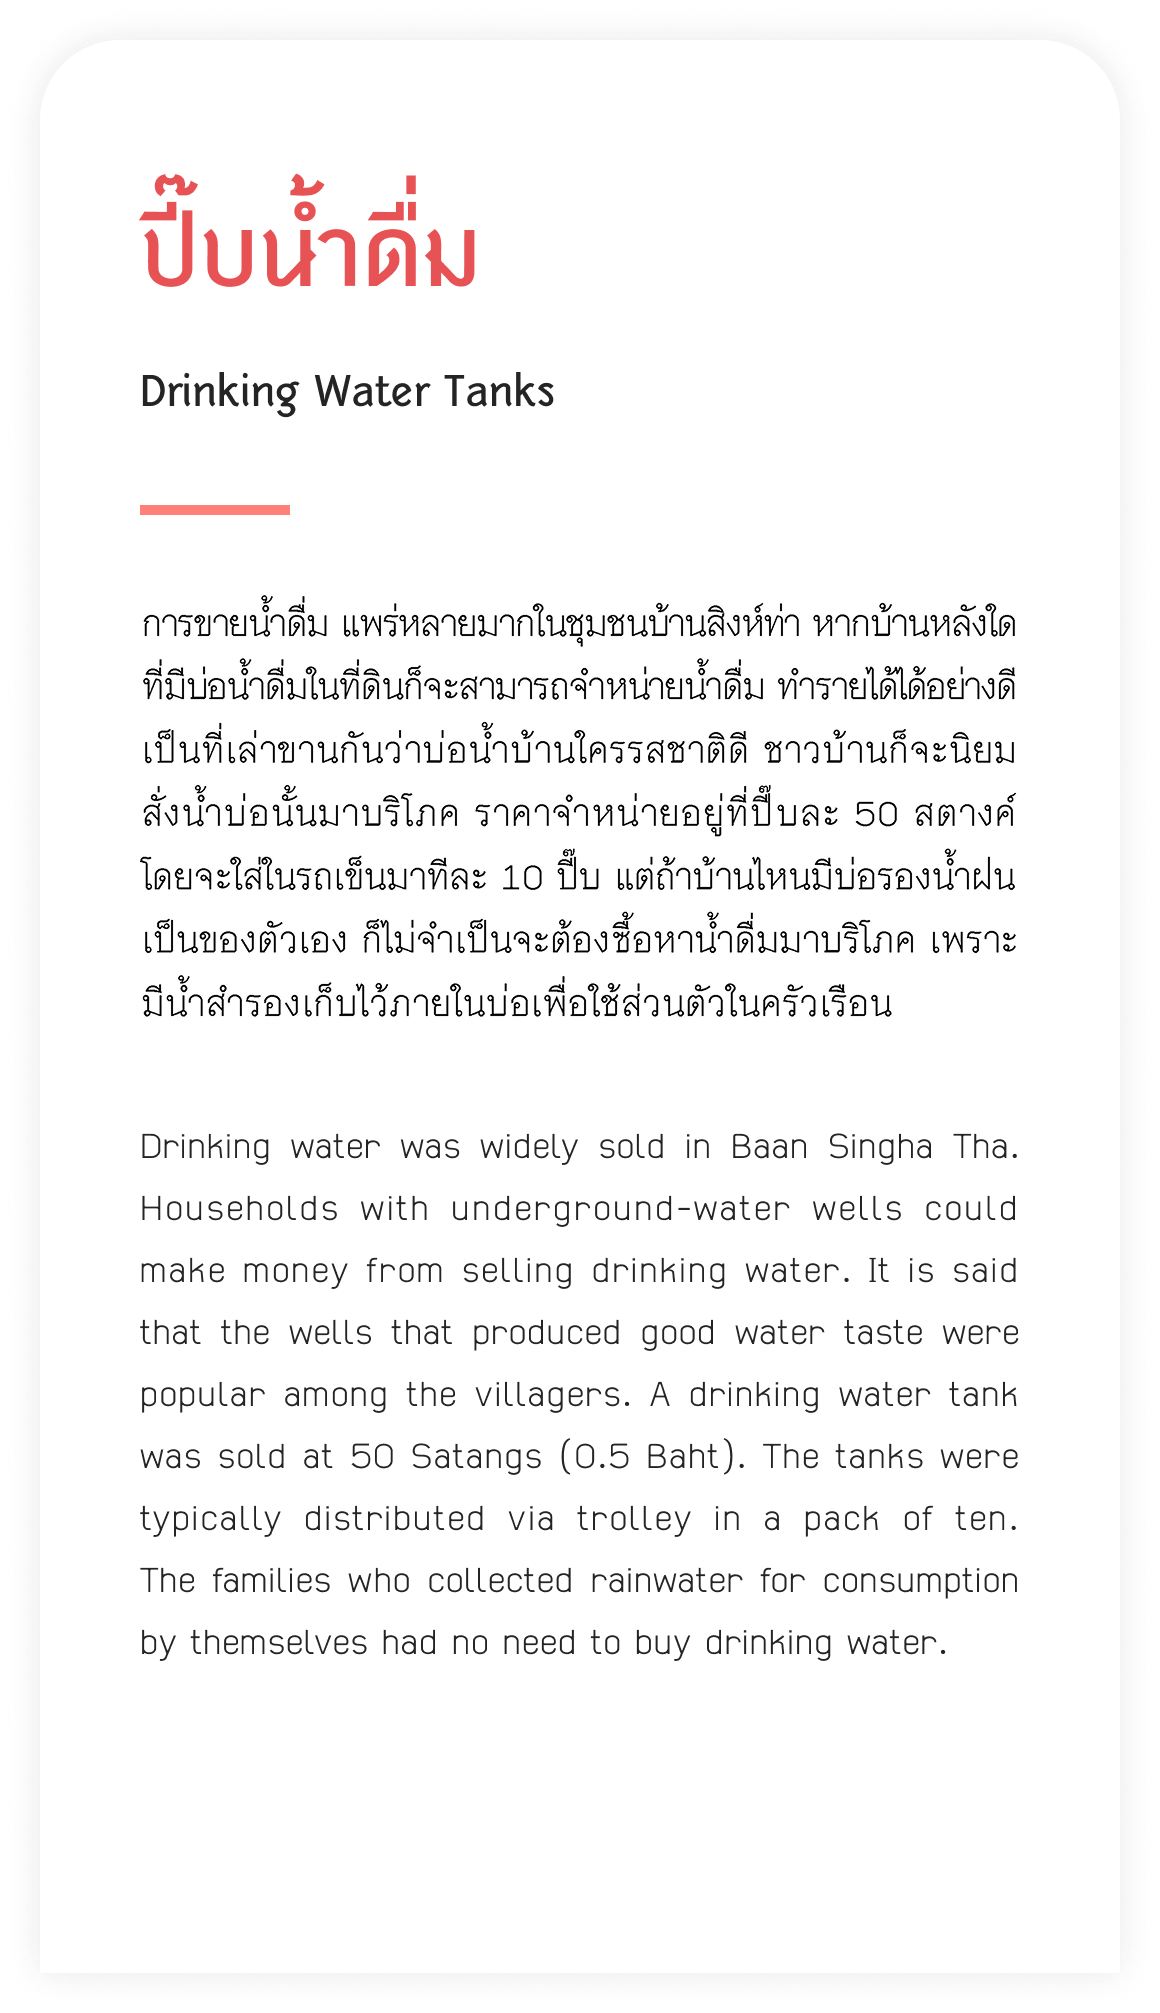 ปี๊บน้ำดื่ม
Drinking Water Tanks
การขายน้ำดื่ม แพร่หลายมากในชุมชนบ้านสิงห์ท่า หากบ้านหลังใด
ที่มีบ่อน้ำดื่มในที่ดินก็จะสามารถจำหน่ายน้ำดื่ม ทำรายได้ได้อย่างดี
เป็นที่เล่าขานกันว่าบ่อน้ำบ้านใครรสชาติดี ชาวบ้านก็จะนิยม
สั่งน้ำบ่อนั้นมาบริโภค ราคาจำหน่ายอยู่ที่ปี๊บละ 50 สตางค์
โดยจะใส่ในรถเข็นมาทีละ 10 ปี๊บ แต่ถ้าบ้านไหนมีบ่อรองน้ำฝน
เป็นของตัวเอง ก็ไม่จำเป็นจะต้องซื้อหาน้ำดื่มมาบริโภค เพราะ
มีน้ำสำรองเก็บไว้ภายในบ่อเพื่อใช้ส่วนตัวในครัวเรือน
Drinking water was widely sold in Baan Singha Tha.
Households with underground-water wells could
make money from selling drinking water. It is said
that the wells that produced good water taste were
popular among the villagers. A drinking water tank
was sold at 50 Satangs (0.5 Baht). The tanks were
typically distributed via trolley in a pack of ten.
The families who collected rainwater for consumption
by themselves had no need to buy drinking water.